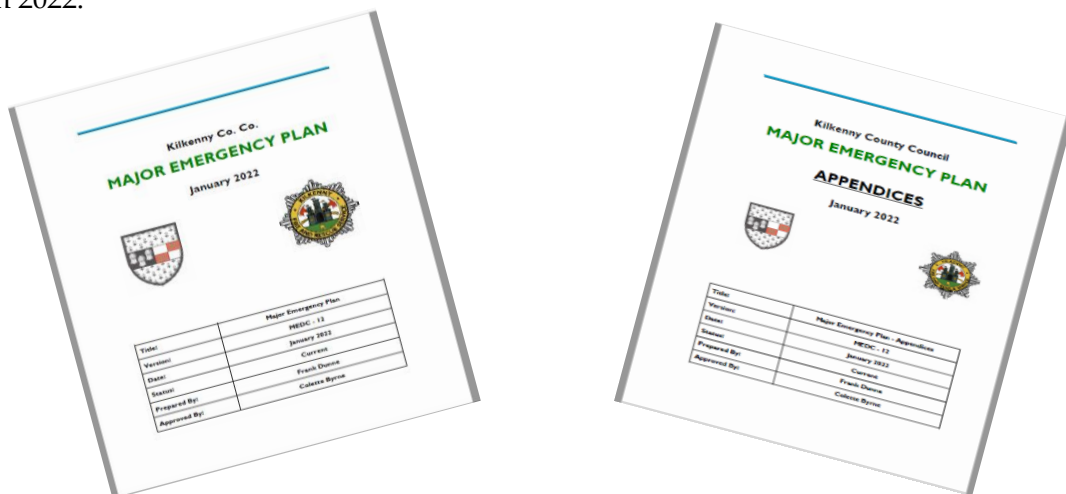 2022.
Kilkenny Co. Co.
MAJOR EMERGENCY PLAN
January 2022
KILKENNY
Title: Major Emergency Plan
Version: MEDC - 12
Date: January 2022
Status: Current
Prepared By: Frank Dunne
Approved By: Colette Byrne
Kilkenny County Council
MAJOR EMERGENCY PLAN
APPENDICES
January 2022
Title: Major Emergency Plan - Appendices
Version: MEDC - 12
Date: January 2022
Status: Current
Prepared By: Frank Dunne
Approved By: Colette Byrne